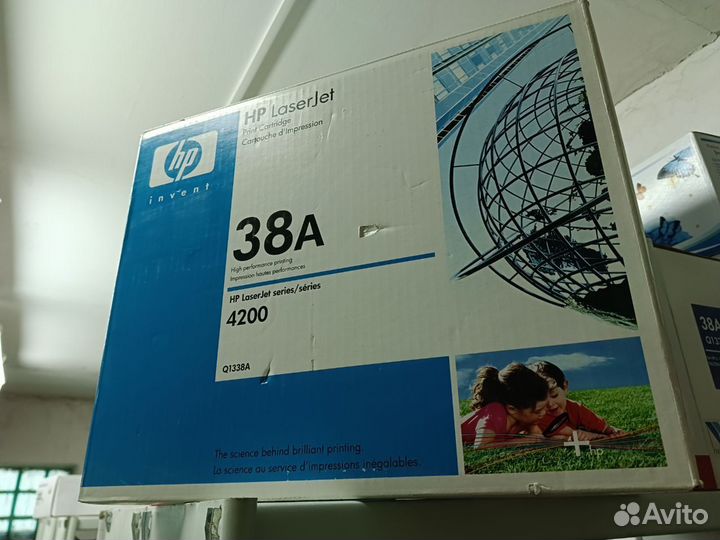 HP LaserJet
Print Cartridge
Cartouche d'Impression
hp
invent
38A
High performance printing
Impression hautes performances
HP LaserJet series/séries
4200
Q1338A
The science behind brilliant printing.
La science au service d'impressions inégalables.
+hp
38A
Avito